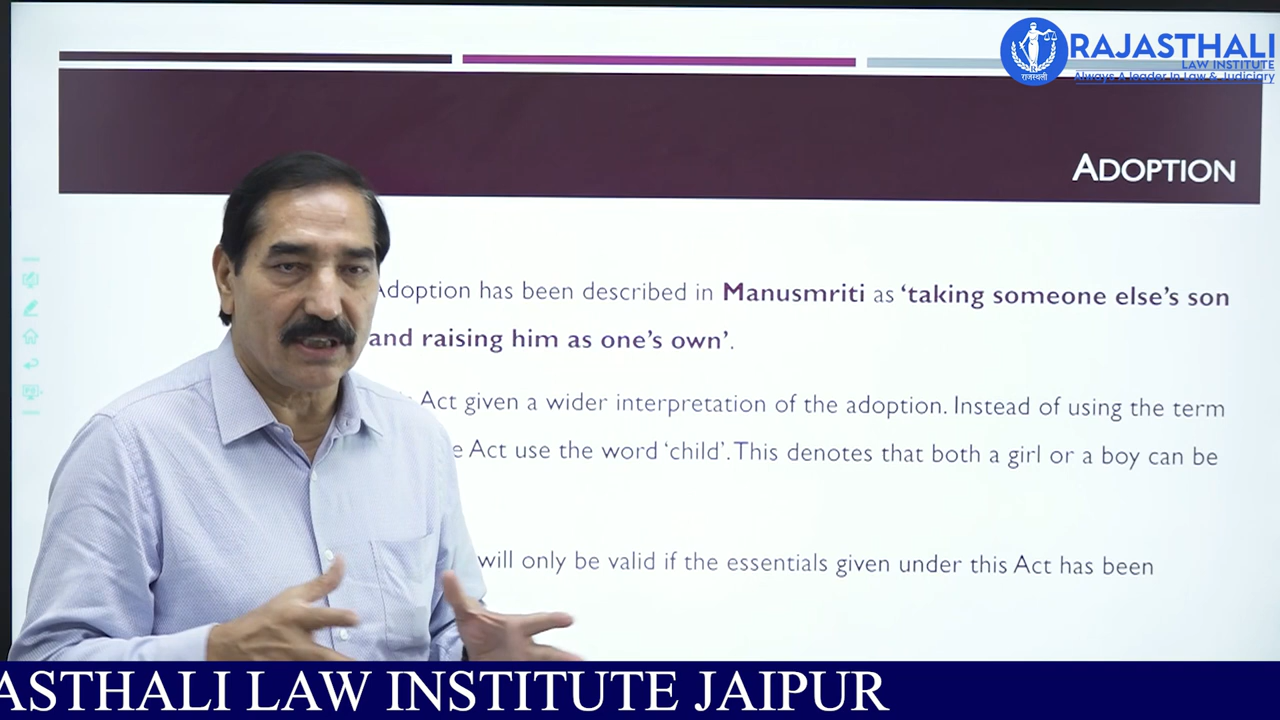 RAJASTHALI
LAW INSTITUTE
Always A leader In Law & Judiciary
राजस्थली
ADOPTION
Adoption has been described in Manusmriti as ‘taking someone else’s son
and raising him as one’s own’.
Act given a wider interpretation of the adoption. Instead of using the term
Act use the word ‘child’. This denotes that both a girl or a boy can be
will only be valid if the essentials given under this Act has been
ASTHALI LAW INSTITUTE JAIPUR